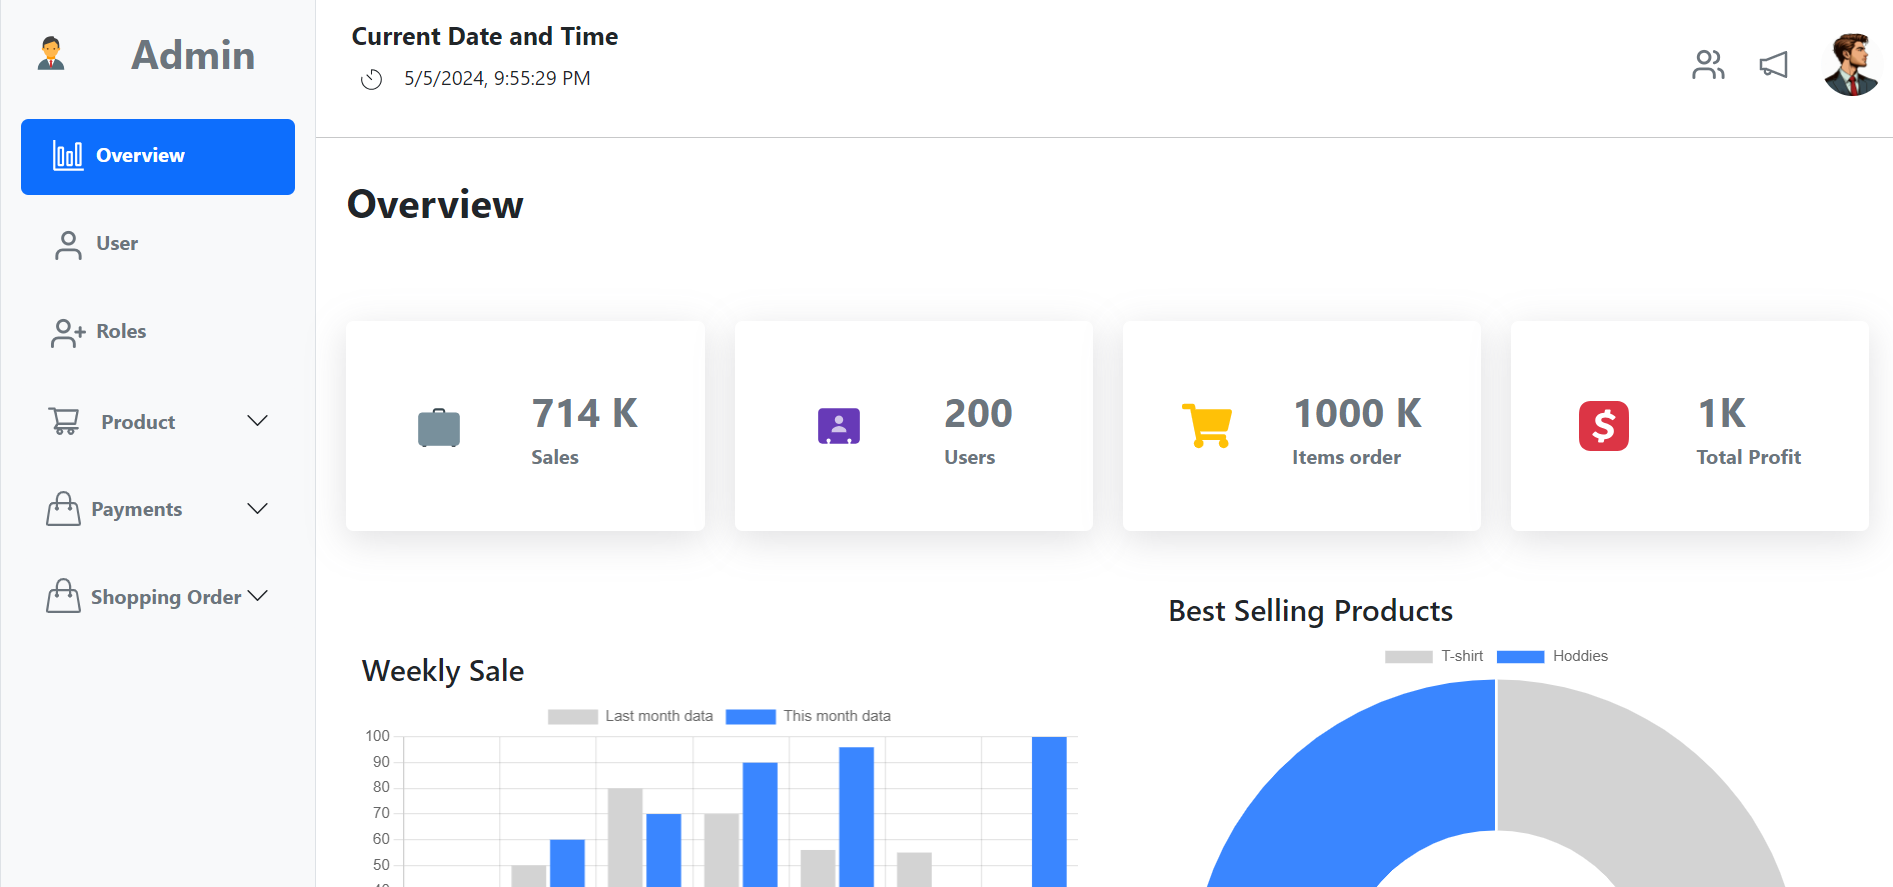 Admin
Overview
User
Roles
Product
Payments
Shopping Order
Current Date and Time
5/5/2024, 9:55:29 PM
Overview
714 K
Sales
200
Users
1000 K
Items order
1K
Total Profit
Weekly Sale
Last month data This month data
100
90
80
70
60
50
Best Selling Products
T-shirt Hoddies